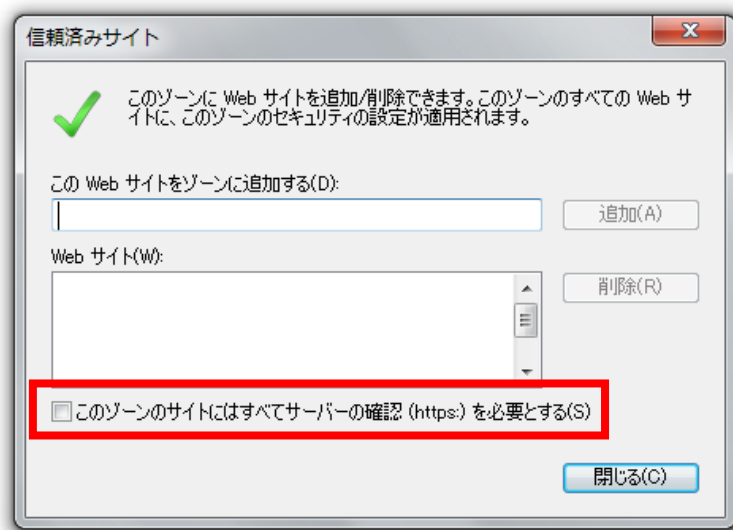 信頼済みサイト
このゾーンに Web サイトを追加/削除できます。このゾーンのすべての Web サ
イトに、このゾーンのセキュリティの設定が適用されます。
この Web サイトをゾーンに追加する(D):
追加(A)
Web サイト(W):
削除(R)
このゾーンのサイトにはすべてサーバーの確認 (https:) を必要とする(S)
閉じる(C)